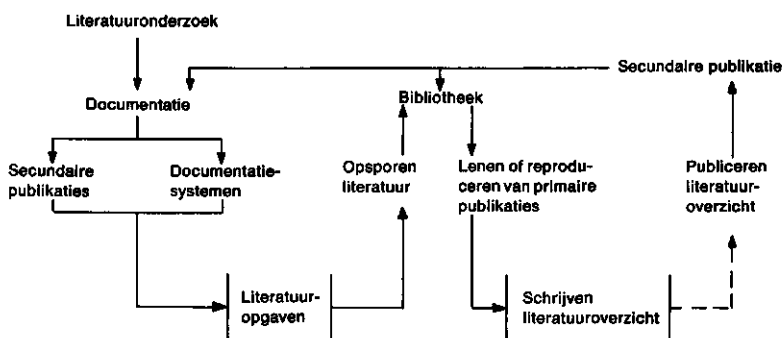 Literatuuronderzoek
Secundaire publikatie
Documentatie
Bibliotheek
Secundaire
publikaties
Documentatie-
systemen
Opsporen
literatuur
Lenen of reprodu-
ceren van primaire
publikaties
Publiceren
literatuur-
overzicht
Literatuur-
opgaven
Schrijven
literatuuroverzicht